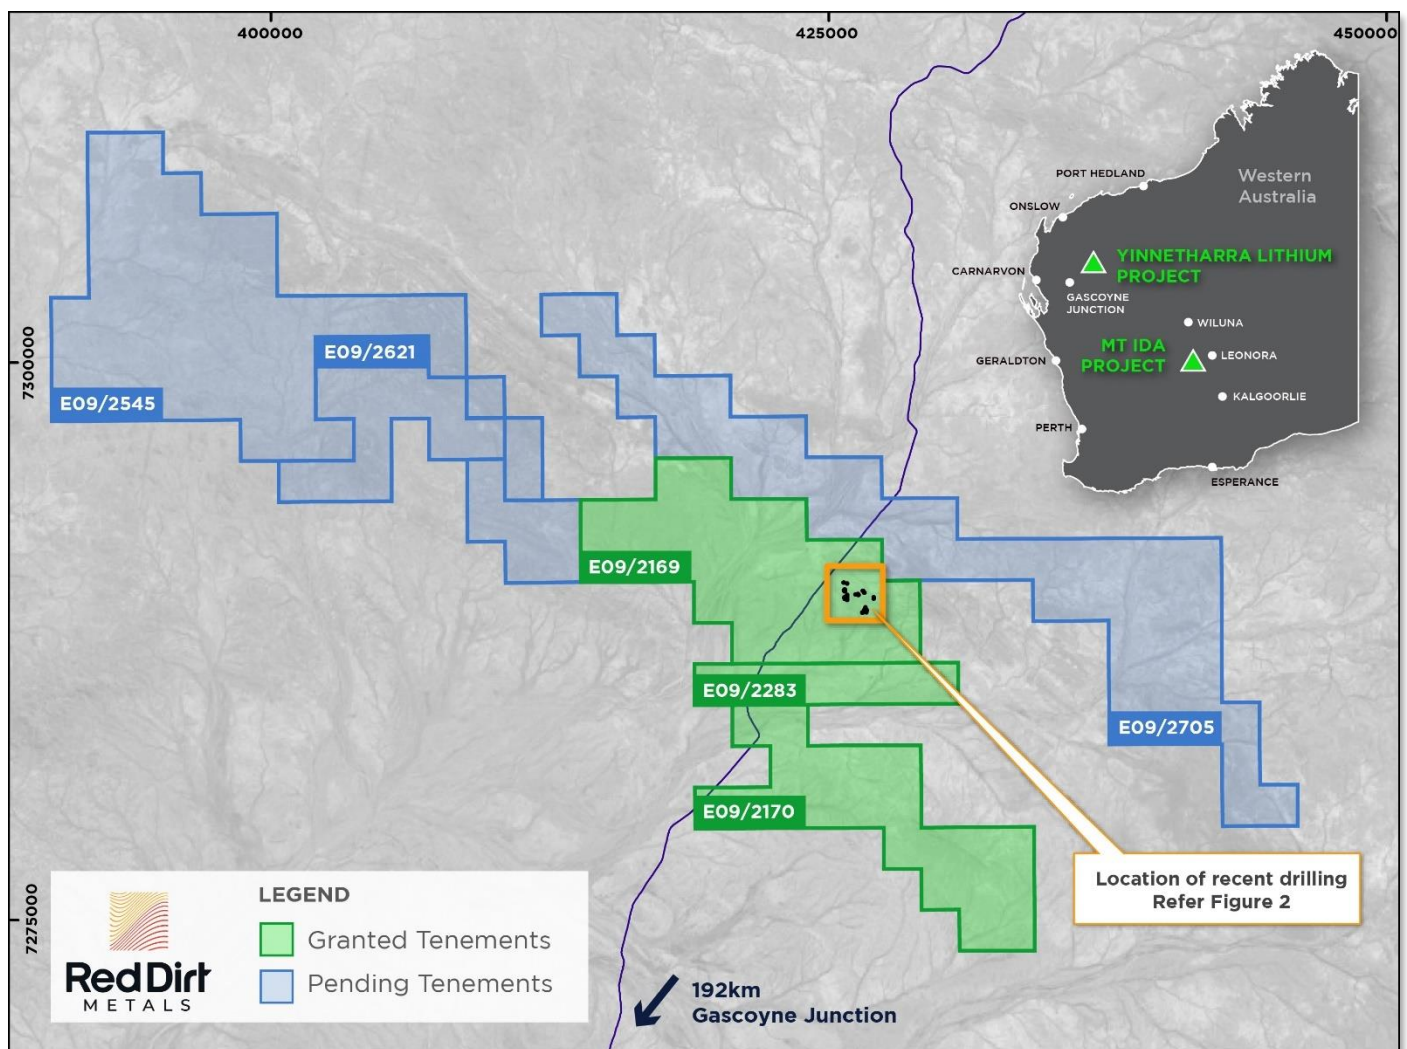 400000
425000
450000
7300000
7275000
Western
Australia
PORT HEDLAND
ONSLOW
CARNARVON
YINNETHARRA LITHIUM
PROJECT
GASCOYNE
JUNCTION
WILUNA
MT IDA
PROJECT
LEONORA
GERALDTON
KALGOORLIE
PERTH
ESPERANCE
E09/2621
E09/2545
E09/2169
E09/2283
E09/2705
E09/2170
Location of recent drilling
Refer Figure 2
LEGEND
Granted Tenements
Pending Tenements
Red Dirt
METALS
192km
Gascoyne Junction